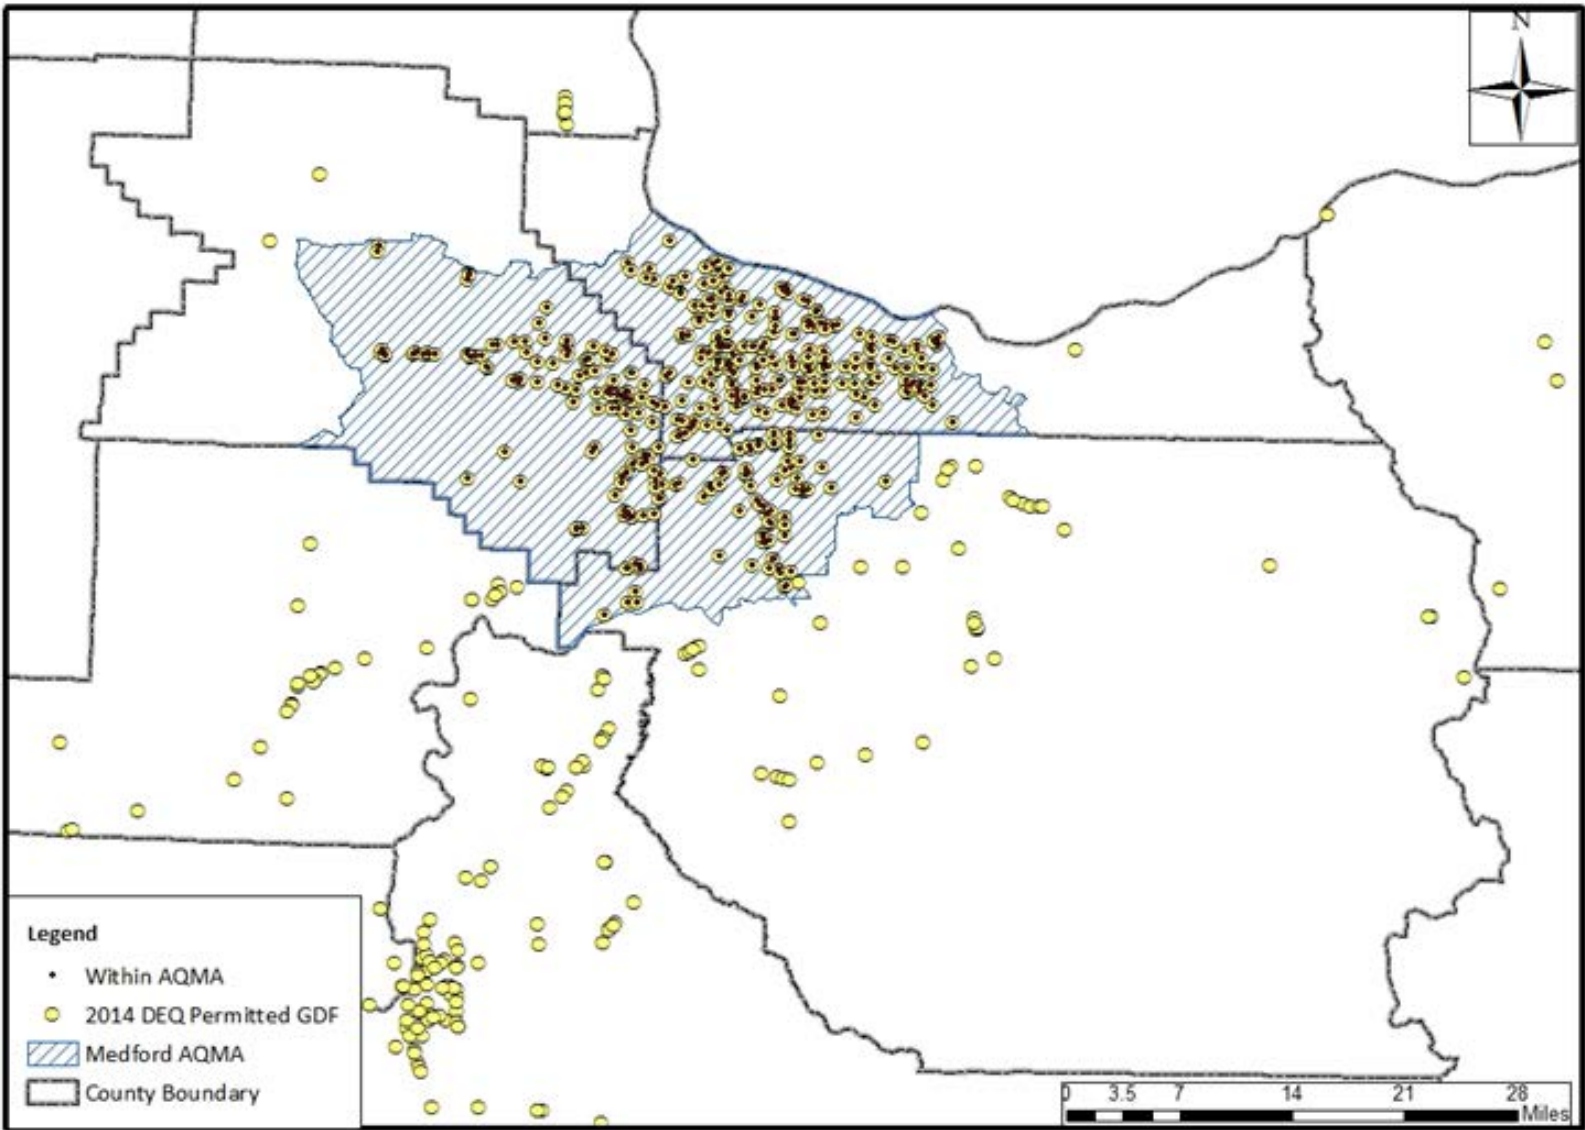 N
Legend
Within AQMA
2014 DEQ Permitted GDF
Medford AQMA
County Boundary
0 3.5 7 14 21 28
Miles